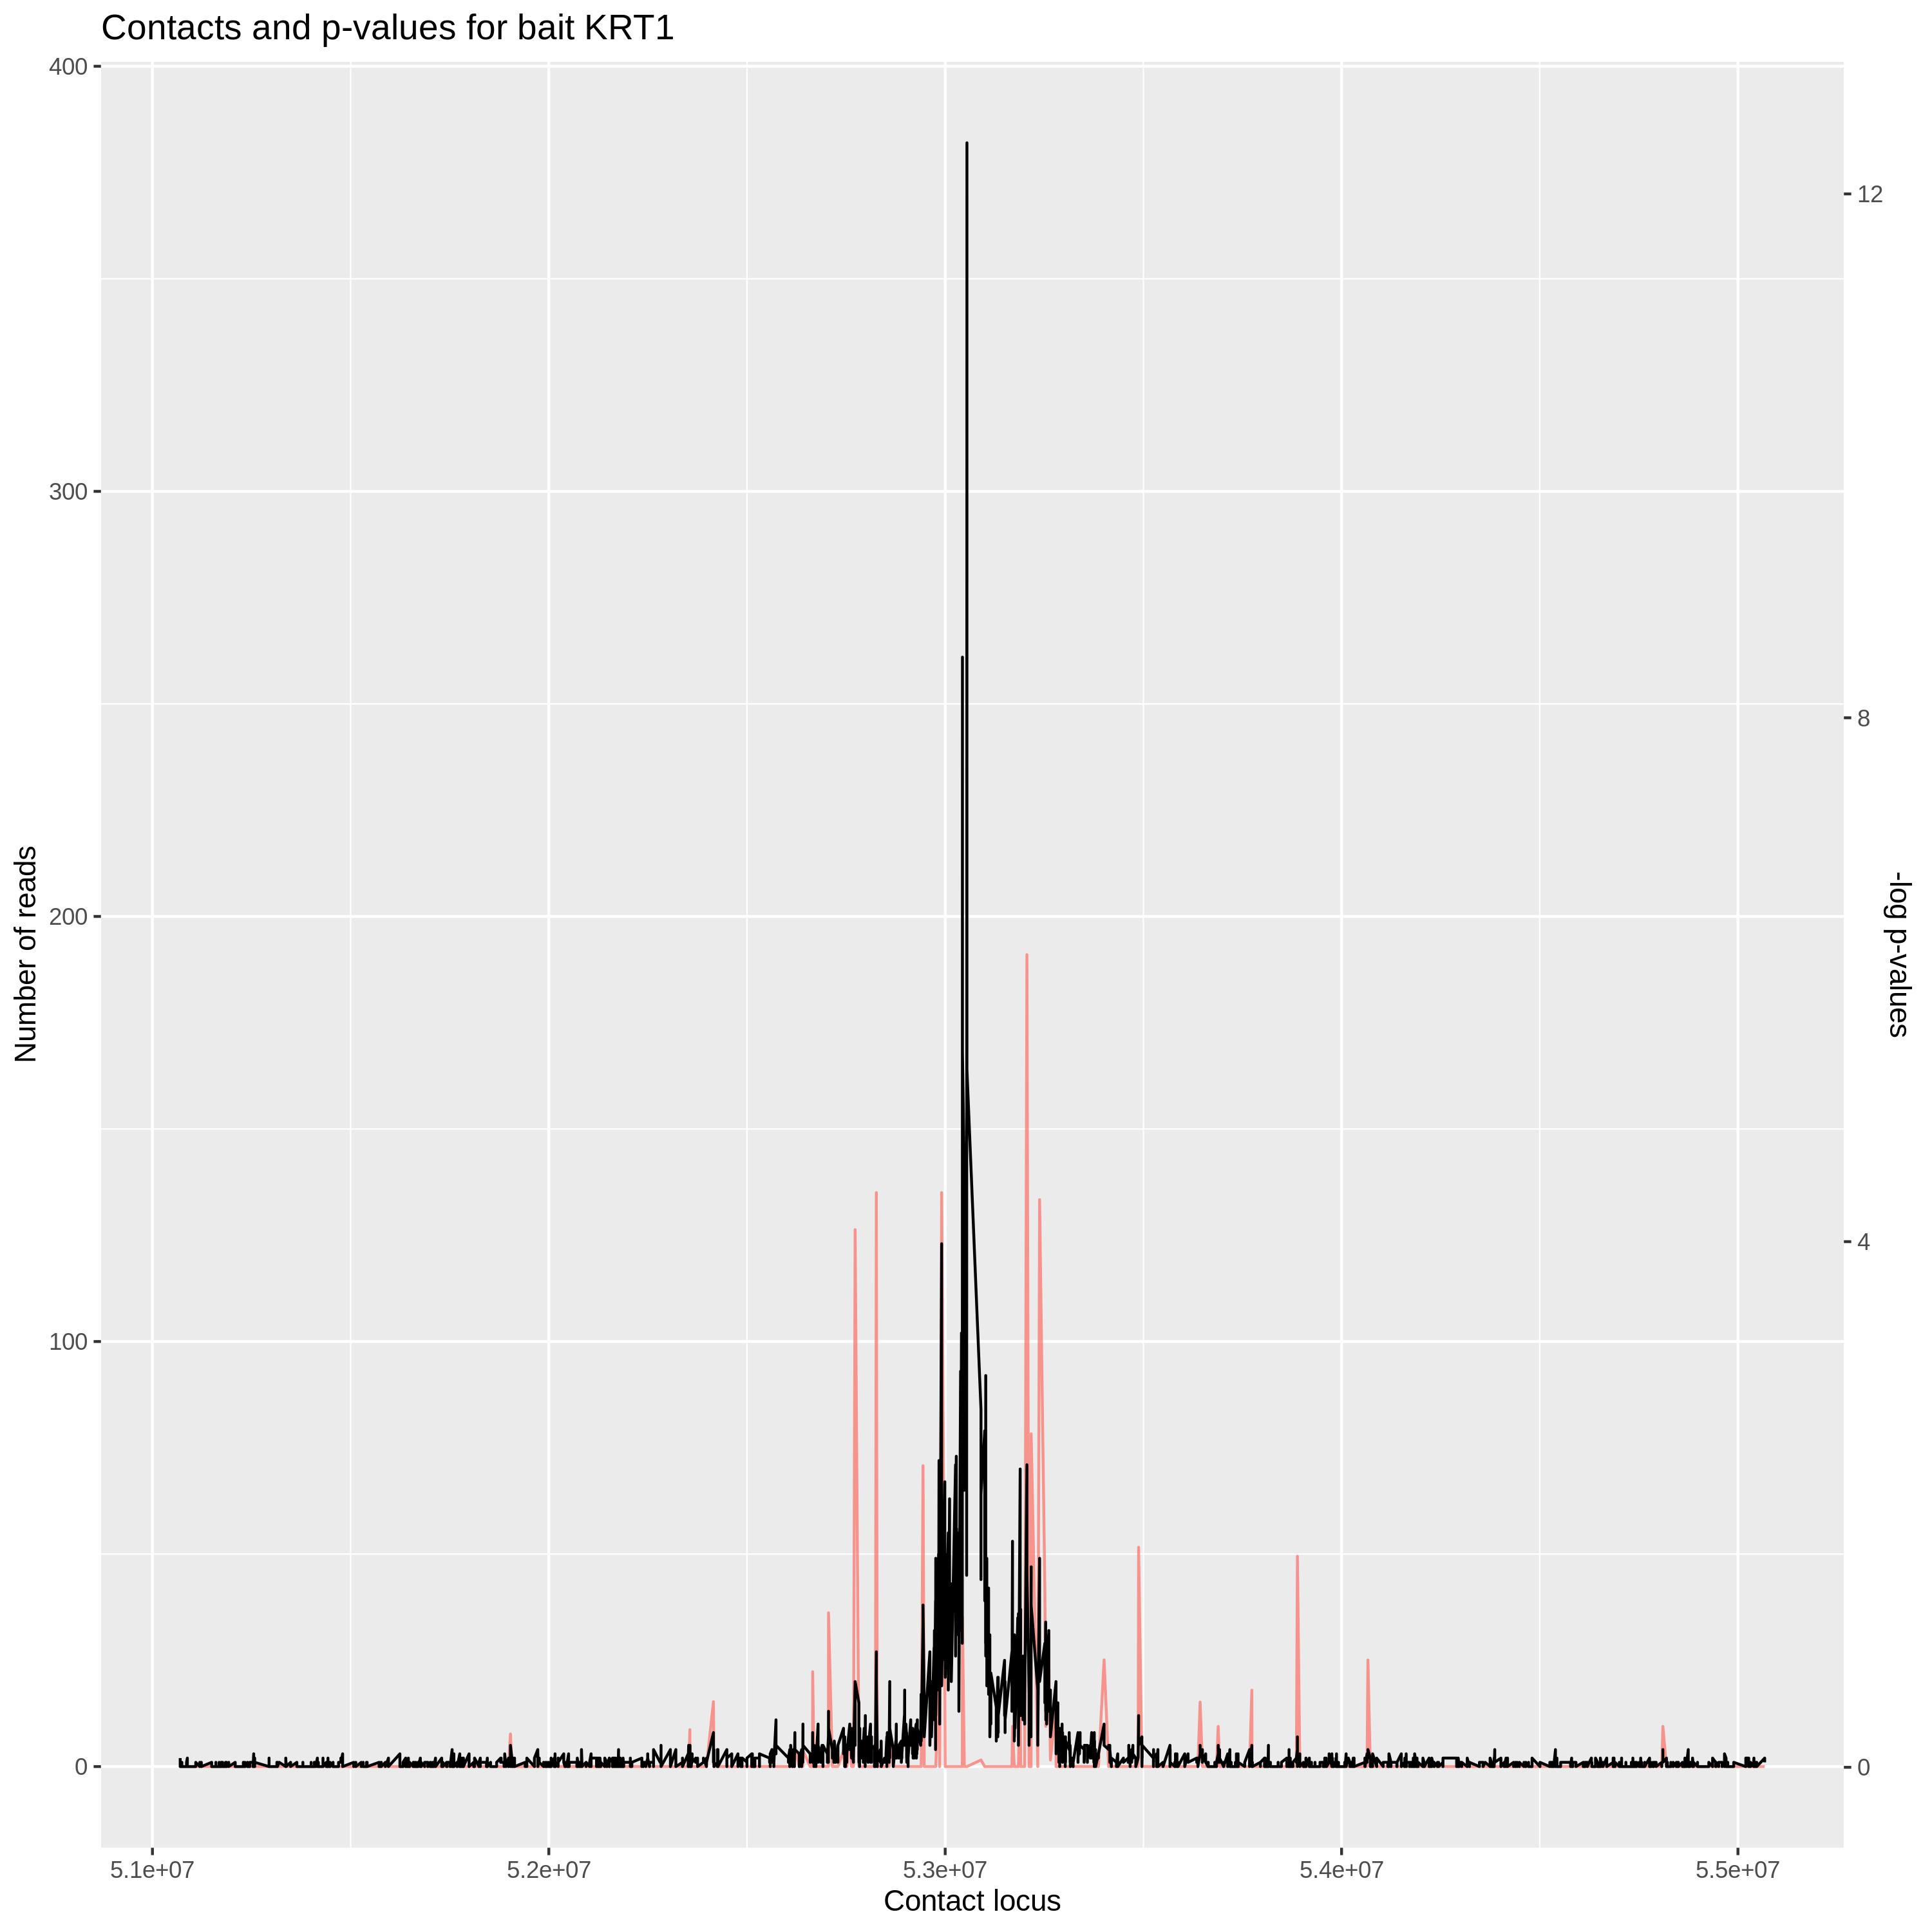 Contacts and p-values for bait KRT1
400
300
200
100
0
Number of reads
12
8
4
0
-log p-values
5.1e+07
5.2e+07
5.3e+07
5.4e+07
5.5e+07
Contact locus